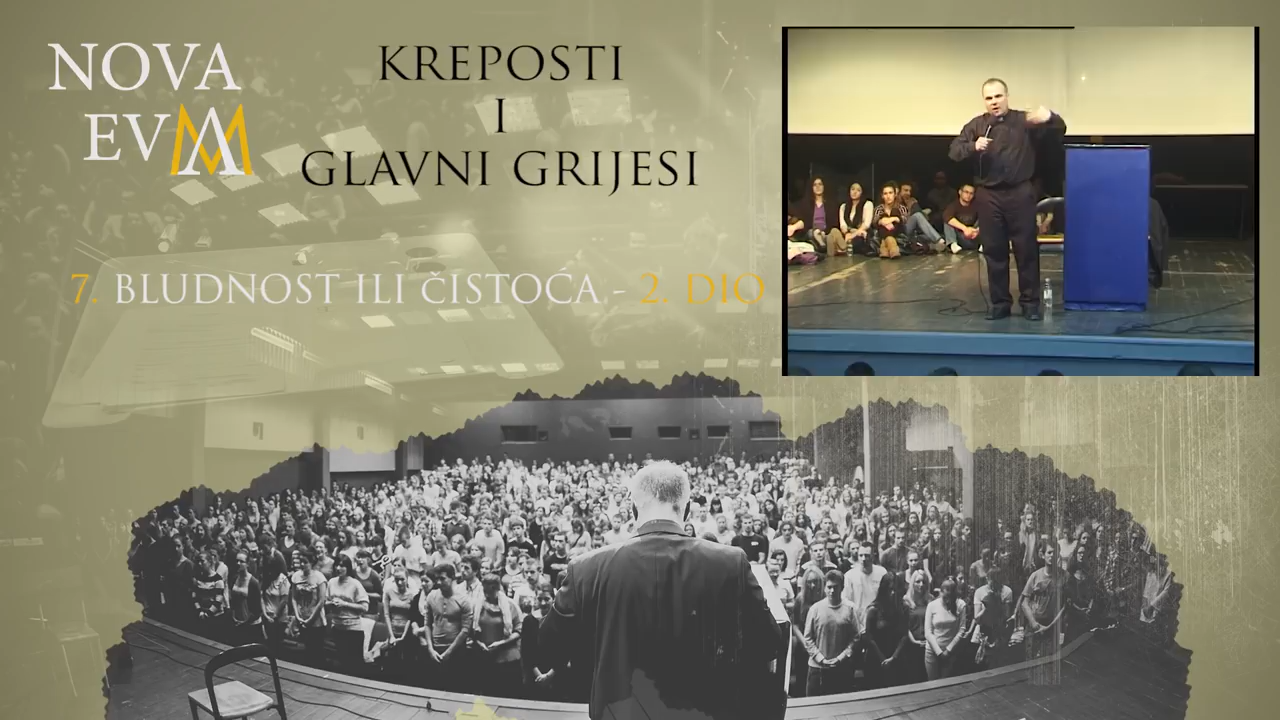 NOVA
EVA
KREPOSTI
I
GLAVNI GRIJESI
7. BLUDNOST ILI čISTOĆA - 2. DIO